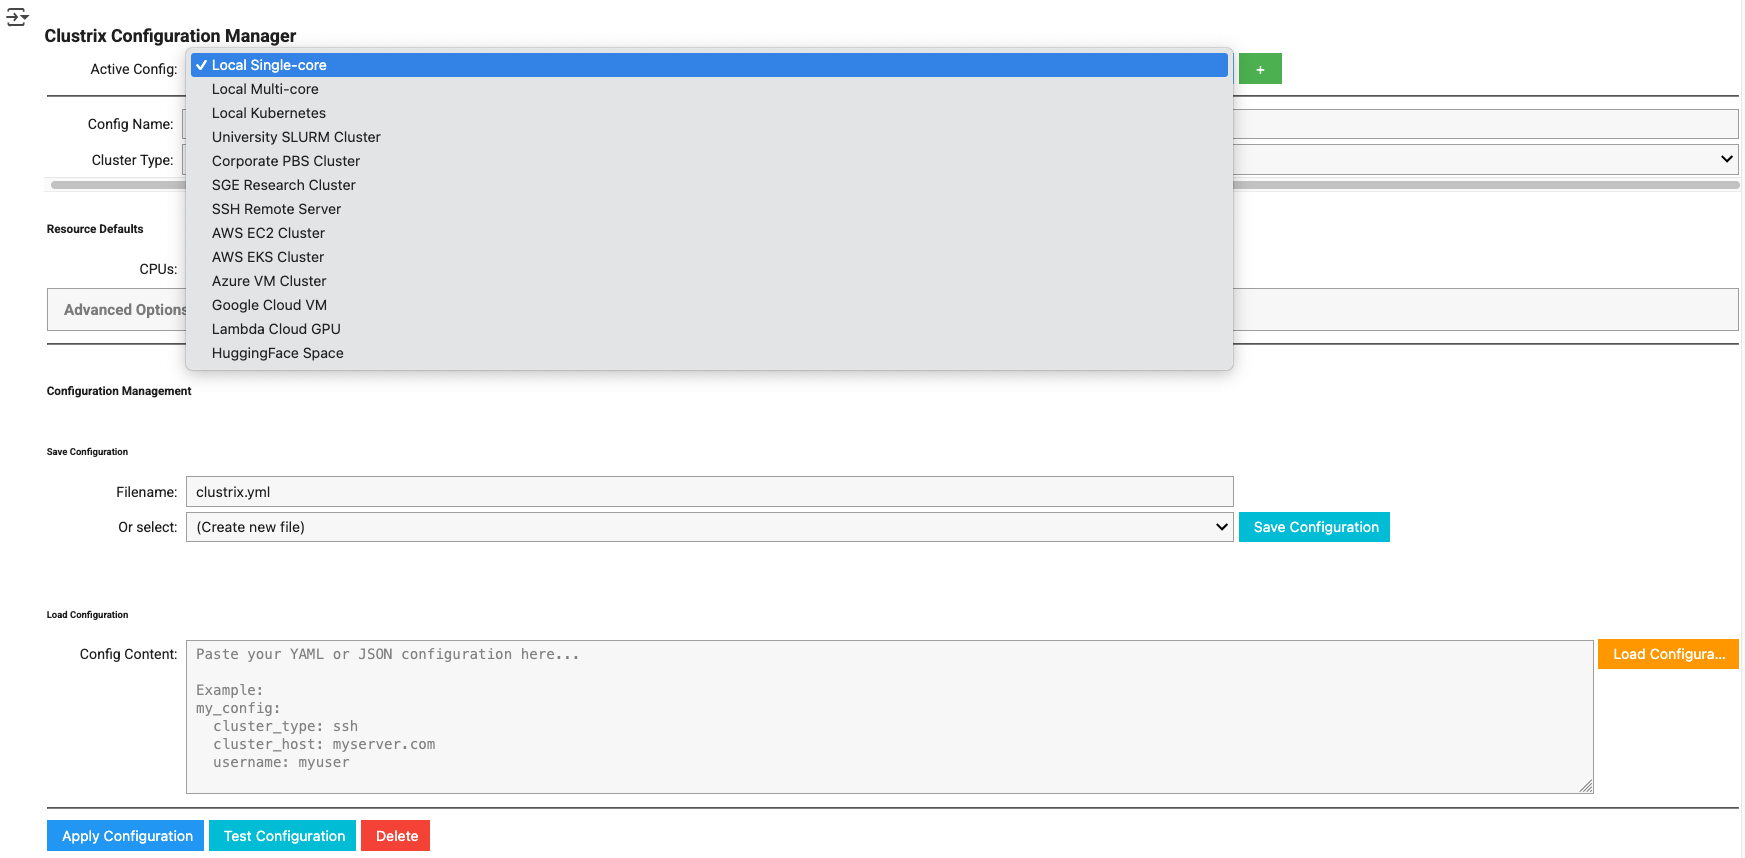 Clustrix Configuration Manager
Active Config:
✓ Local Single-core
+
Local Multi-core
Local Kubernetes
University SLURM Cluster
Corporate PBS Cluster
SGE Research Cluster
SSH Remote Server
AWS EC2 Cluster
AWS EKS Cluster
Azure VM Cluster
Google Cloud VM
Lambda Cloud GPU
HuggingFace Space
Config Name:
Cluster Type:
Resource Defaults
CPUs:
Advanced Options
Configuration Management
Save Configuration
Filename: clustrix.yml
Or select: (Create new file) Save Configuration
Load Configuration
Config Content: Paste your YAML or JSON configuration here... Load Configura...
Example:
my_config:
  cluster_type: ssh
  cluster_host: myserver.com
  username: myuser
Apply Configuration Test Configuration Delete